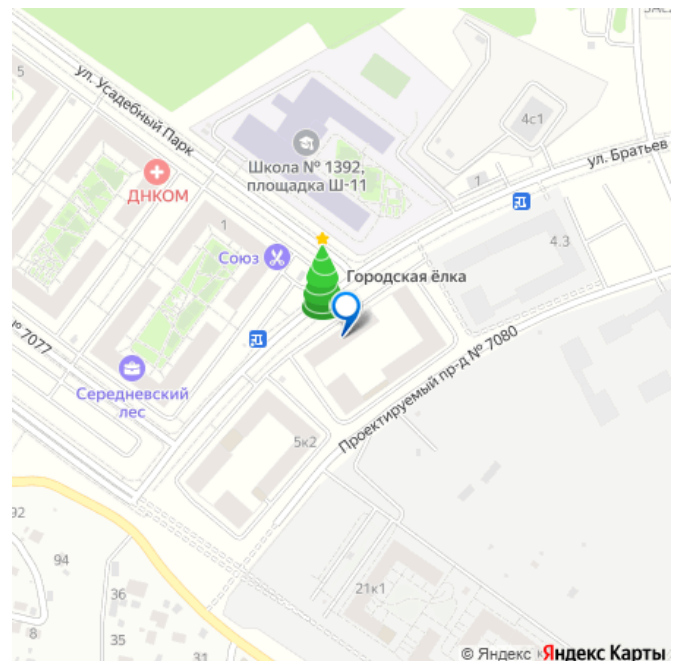 5
ул. Усадебный Парк
4с1
Школа № 1392,
площадка Ш-11
ул. Братьев
1
ДНКОМ
1
4.3
Союз
Городская ёлка
№ 7077
Проектируемый пр-д № 7080
Середневский
лес
5к2
92
94
36
21к1
8
35
31
© Яндекс
Яндекс Карты